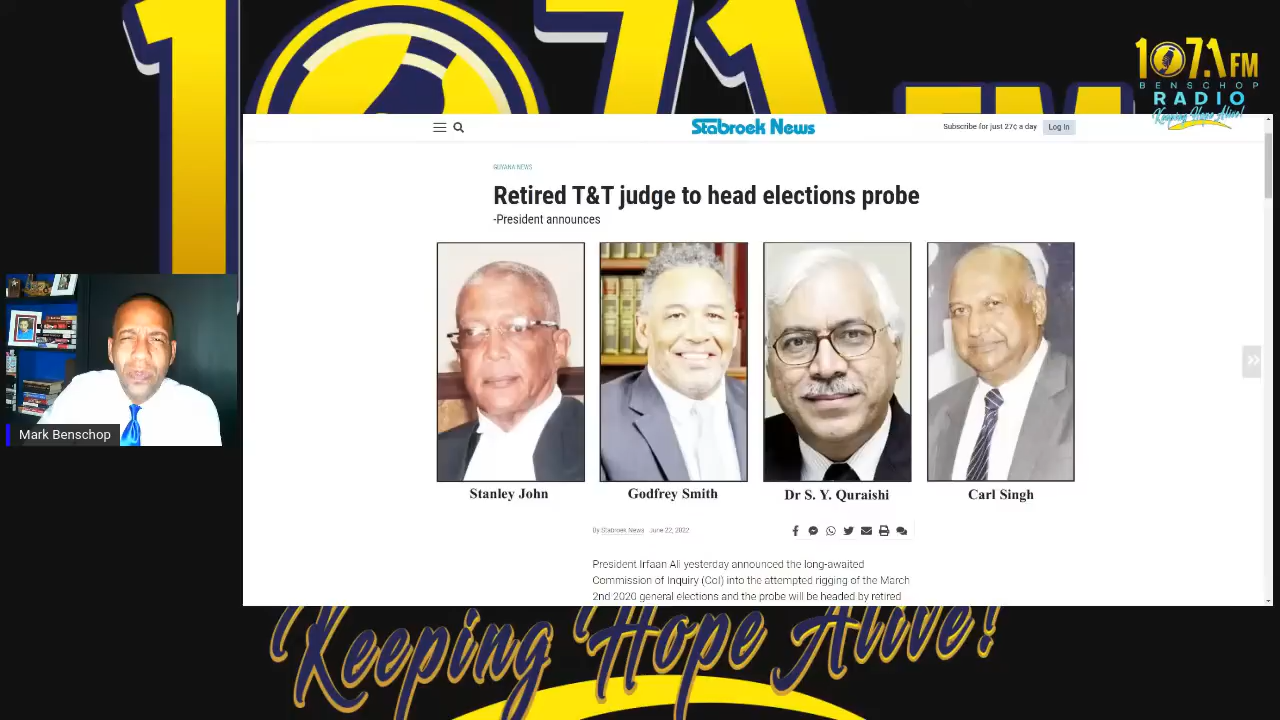 107.1 FM
107.1FM
BENSCHOP
RADIO
Keeping Hope Alive!
Stabroek News
Subscribe for just 27¢ a day
Log In
GUYANA NEWS
Retired T&T judge to head elections probe
-President announces
Stanley John
Godfrey Smith
Dr S. Y. Quraishi
Carl Singh
Mark Benschop
By Stabroek News June 22, 2022
President Irfaan Ali yesterday announced the long-awaited
Commission of Inquiry (CoI) into the attempted rigging of the March
2nd 2020 general elections and the probe will be headed by retired
Keeping Hope Alive!